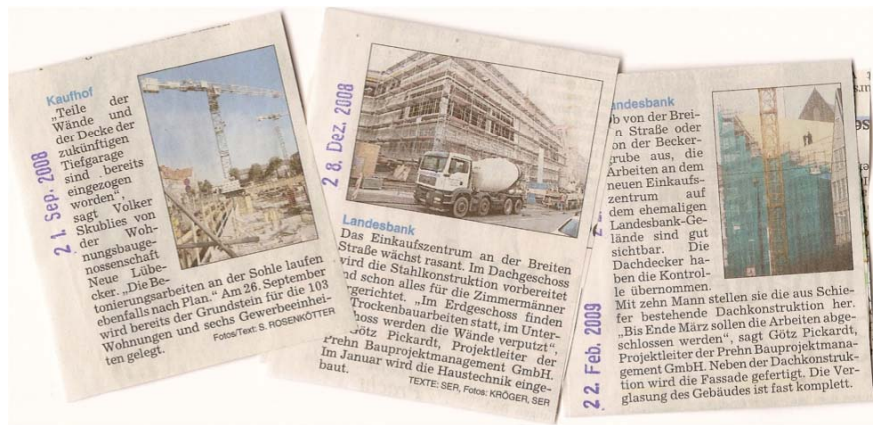 21. Sep. 2008
Kaufhof
„Teile der
Wände und
der Decke der
zukünftigen
Tiefgarage
sind bereits
eingezogen
worden“,
sagt Volker
Skublies von
der Woh-
nungsbauge-
nossenschaft
Neue Lübe-
cker. „Die Be-
tonierungsarbeiten an der Sohle laufen
ebenfalls nach Plan.“ Am 26. September
wird bereits der Grundstein für die 103
Wohnungen und sechs Gewerbeeinhei-
ten gelegt.
Fotos/Text: S. ROSENKÖTTER
28. Dez. 2008
Landesbank
Das Einkaufszentrum an der Breiten
Straße wächst rasant. Im Dachgeschoss
wird die Stahlkonstruktion vorbereitet
nd schon alles für die Zimmermänner
ergerichtet. „Im Erdgeschoss finden
Trockenbauarbeiten statt, im Unter-
hoss werden die Wände verputzt“,
Götz Pickardt, Projektleiter der
Prehn Bauprojektmanagement GmbH.
Im Januar wird die Haustechnik einge-
baut.
TEXTE: SER, Fotos: KRÖGER, SER
22. Feb. 2009
andesbank
b von der Brei-
n Straße oder
on der Becker-
grube aus, die
Arbeiten an dem
neuen Einkaufs-
zentrum auf
dem ehemaligen
Landesbank-Ge-
lände sind gut
sichtbar. Die
Dachdecker ha-
ben die Kontrol-
le übernommen.
Mit zehn Mann stellen sie die aus Schie-
fer bestehende Dachkonstruktion her.
„Bis Ende März sollen die Arbeiten abge-
schlossen werden“, sagt Götz Pickardt,
Projektleiter der Prehn Bauprojektmana-
gement GmbH. Neben der Dachkonstruk-
tion wird die Fassade gefertigt. Die Ver-
glasung des Gebäudes ist fast komplett.